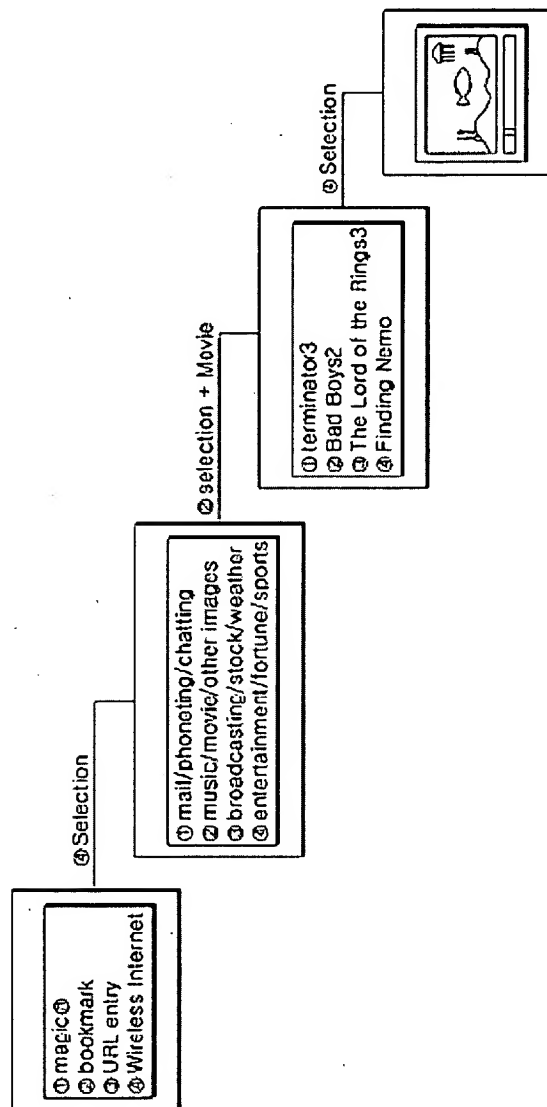 ① magicⓝ
② bookmark
③ URL entry
④ Wireless Internet
④ Selection
① mail/phoneting/chatting
② music/movie/other images
③ broadcasting/stock/weather
④ entertainment/fortune/sports
② selection + Movie
① terminator3
② Bad Boys2
③ The Lord of the Rings3
④ Finding Nemo
④ Selection